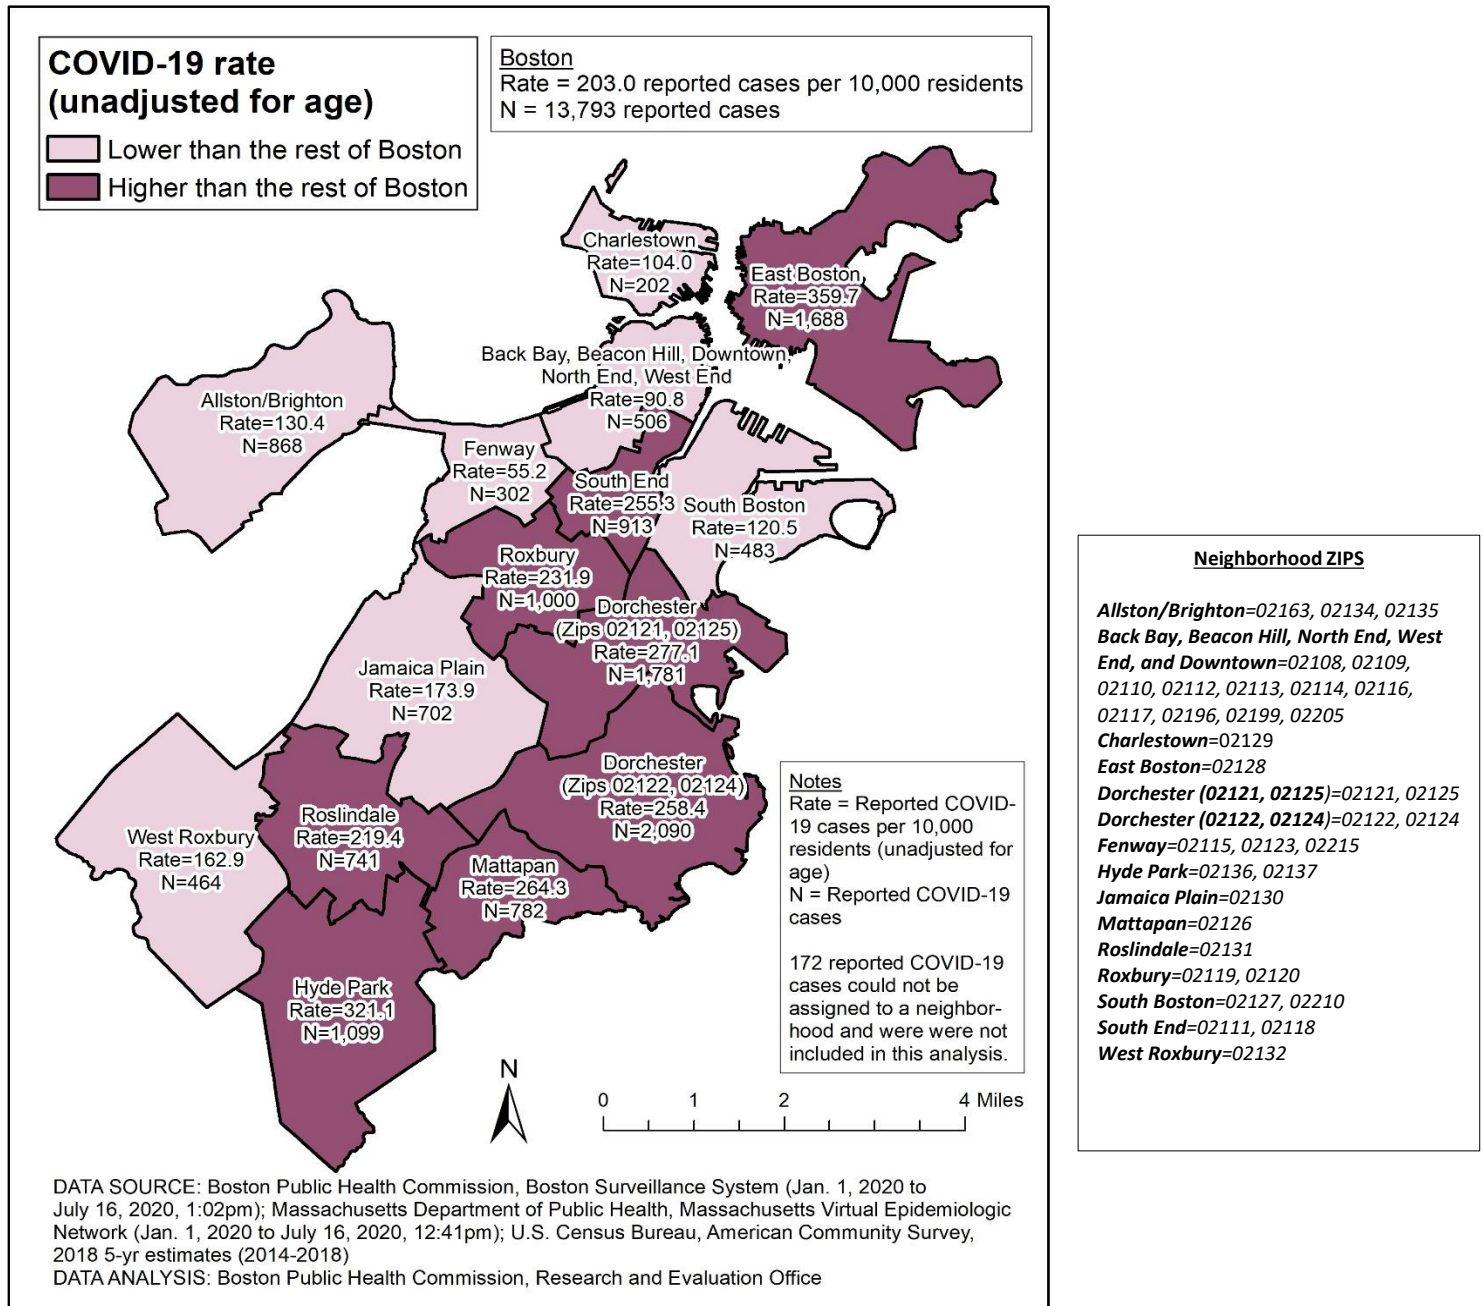 COVID-19 rate
(unadjusted for age)
Lower than the rest of Boston
Higher than the rest of Boston
Boston
Rate = 203.0 reported cases per 10,000 residents
N = 13,793 reported cases
Charlestown
Rate=104.0
N=202
East Boston
Rate=359.7
N=1,688
Back Bay, Beacon Hill, Downtown,
North End, West End
Rate=90.8
N=506
Allston/Brighton
Rate=130.4
N=868
Fenway
Rate=55.2
N=302
South End
Rate=255.3
N=913
South Boston
Rate=120.5
N=483
Roxbury
Rate=231.9
N=1,000
Dorchester
(Zips 02121, 02125)
Rate=277.1
N=1,781
Jamaica Plain
Rate=173.9
N=702
Dorchester
(Zips 02122, 02124)
Rate=258.4
N=2,090
West Roxbury
Rate=162.9
N=464
Roslindale
Rate=219.4
N=741
Mattapan
Rate=264.3
N=782
Hyde Park
Rate=321.1
N=1,099
Notes
Rate = Reported COVID-
19 cases per 10,000
residents (unadjusted for
age)
N = Reported COVID-19
cases
172 reported COVID-19
cases could not be
assigned to a neighbor-
hood and were were not
included in this analysis.
N
0 1 2 4 Miles
DATA SOURCE: Boston Public Health Commission, Boston Surveillance System (Jan. 1, 2020 to
July 16, 2020, 1:02pm); Massachusetts Department of Public Health, Massachusetts Virtual Epidemiologic
Network (Jan. 1, 2020 to July 16, 2020, 12:41pm); U.S. Census Bureau, American Community Survey,
2018 5-yr estimates (2014-2018)
DATA ANALYSIS: Boston Public Health Commission, Research and Evaluation Office
Neighborhood ZIPS
Allston/Brighton=02163, 02134, 02135
Back Bay, Beacon Hill, North End, West
End, and Downtown=02108, 02109,
02110, 02112, 02113, 02114, 02116,
02117, 02196, 02199, 02205
Charlestown=02129
East Boston=02128
Dorchester (02121, 02125)=02121, 02125
Dorchester (02122, 02124)=02122, 02124
Fenway=02115, 02123, 02215
Hyde Park=02136, 02137
Jamaica Plain=02130
Mattapan=02126
Roslindale=02131
Roxbury=02119, 02120
South Boston=02127, 02210
South End=02111, 02118
West Roxbury=02132